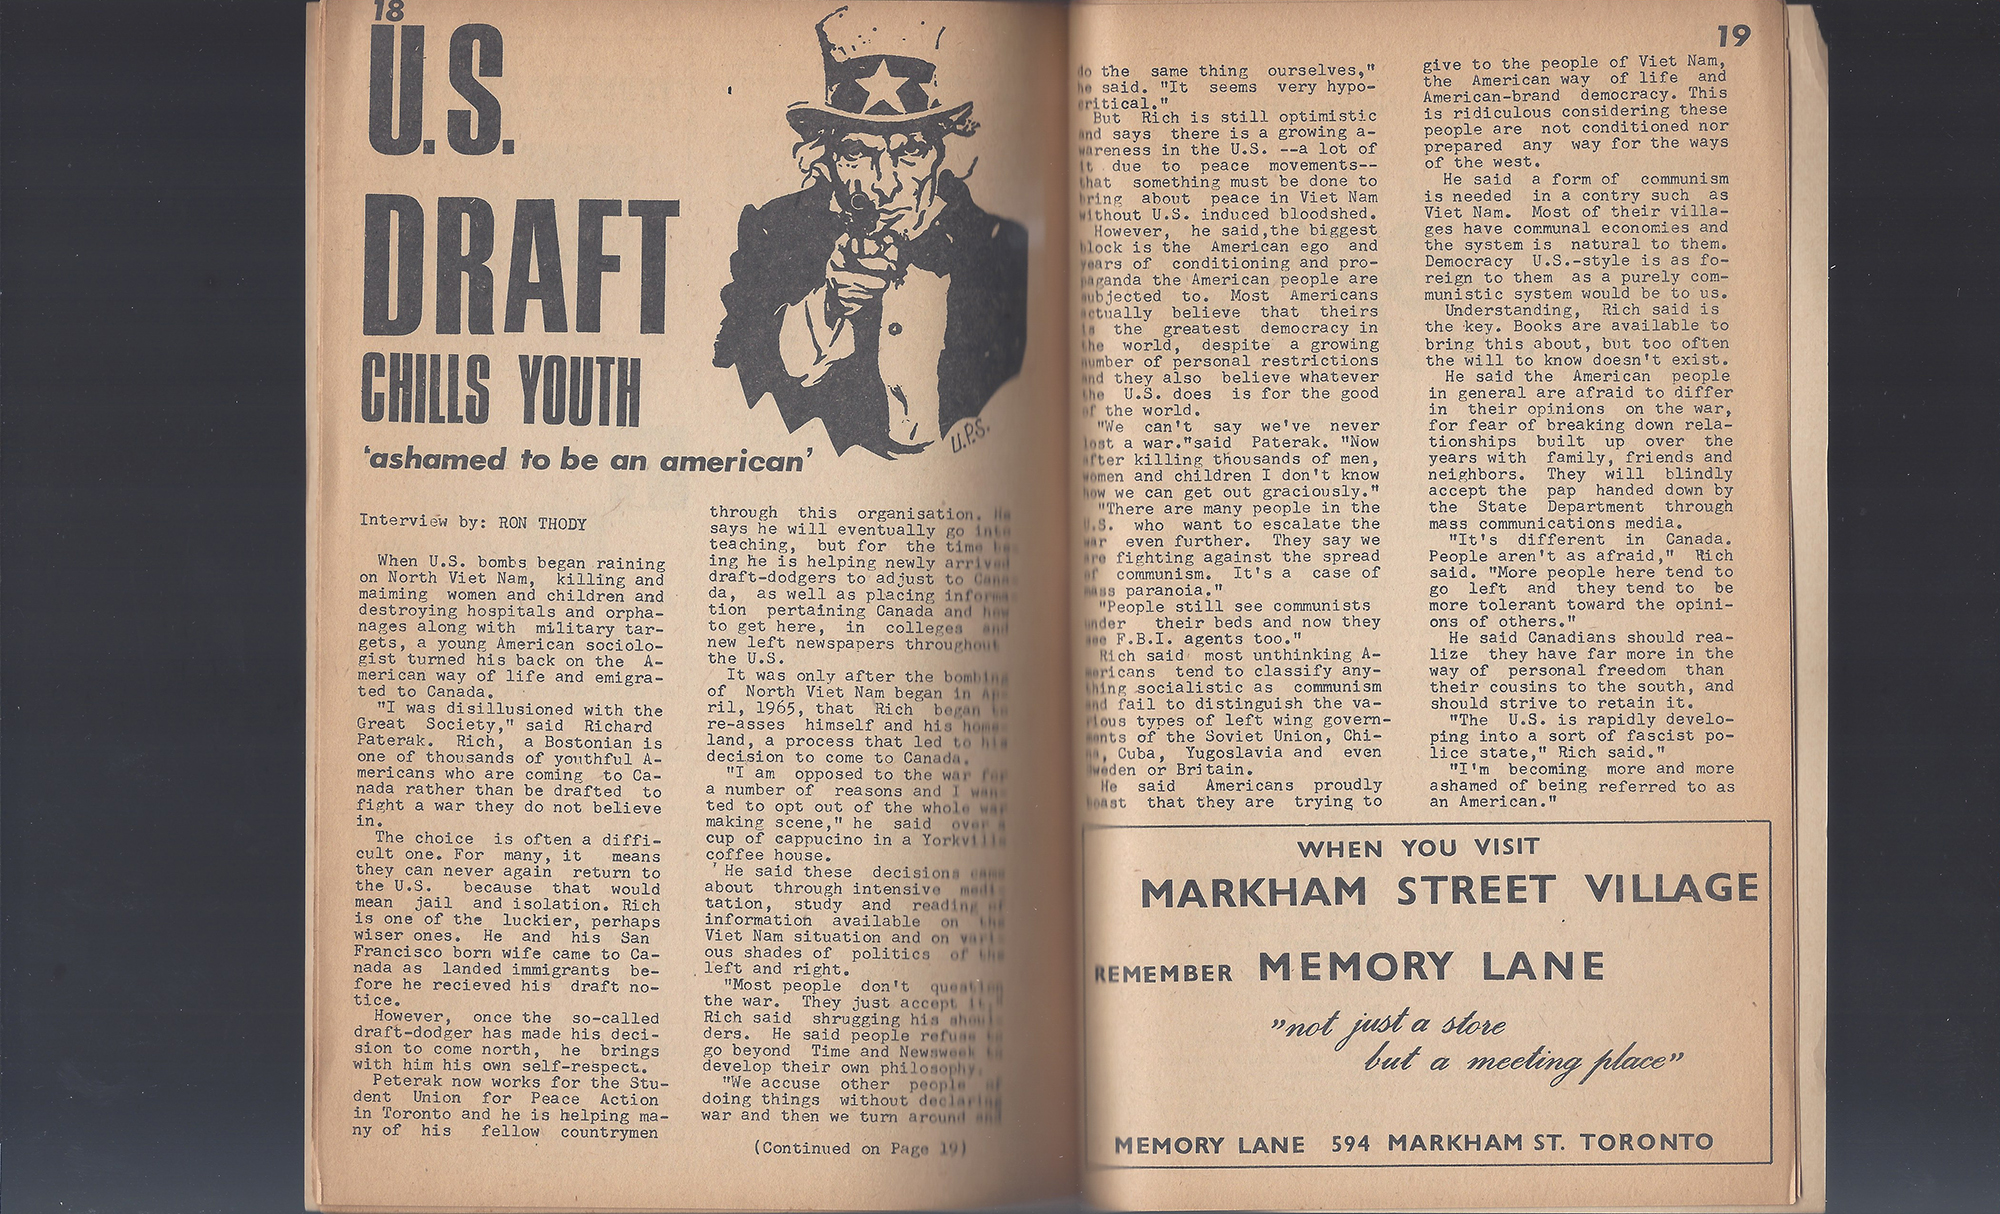 18
U.S.
DRAFT
CHILLS YOUTH
'ashamed to be an american'
U.P.S.
Interview by: RON THODY
When U.S. bombs began raining
on North Viet Nam, killing and
maiming women and children and
destroying hospitals and orpha-
nages along with military tar-
gets, a young American sociolo-
gist turned his back on the A-
merican way of life and emigra-
ted to Canada.
"I was disillusioned with the
Great Society," said Richard
Paterak. Rich, a Bostonian is
one of thousands of youthful A-
mericans who are coming to Ca-
nada rather than be drafted to
fight a war they do not believe
in.
The choice is often a diffi-
cult one. For many, it means
they can never again return to
the U.S. because that would
mean jail and isolation. Rich
is one of the luckier, perhaps
wiser ones. He and his San
Francisco born wife came to Ca-
nada as landed immigrants be-
fore he recieved his draft no-
tice.
However, once the so-called
draft-dodger has made his deci-
sion to come north, he brings
with him his own self-respect.
Peterak now works for the Stu-
dent Union for Peace Action
in Toronto and he is helping ma-
ny of his fellow countrymen
through this organisation. He
says he will eventually go into
teaching, but for the time be-
ing he is helping newly arrived
draft-dodgers to adjust to Cana-
da, as well as placing informa-
tion pertaining Canada and how
to get here, in colleges and
new left newspapers throughout
the U.S.
It was only after the bombing
of North Viet Nam began in Ap-
ril, 1965, that Rich began to
re-asses himself and his home-
land, a process that led to his
decision to come to Canada.
"I am opposed to the war for
a number of reasons and I wan-
ted to opt out of the whole war
making scene," he said over a
cup of cappucino in a Yorkville
coffee house.
He said these decisions came
about through intensive medi-
tation, study and reading of
information available on the
Viet Nam situation and on vari-
ous shades of politics of the
left and right.
"Most people don't question
the war. They just accept it,"
Rich said shrugging his shoul-
ders. He said people refuse to
go beyond Time and Newsweek to
develop their own philosophy.
"We accuse other people of
doing things without declaring
war and then we turn around and
(Continued on Page 19)
19
do the same thing ourselves,"
he said. "It seems very hypo-
critical."
But Rich is still optimistic
and says there is a growing a-
wareness in the U.S. --a lot of
it due to peace movements--
that something must be done to
bring about peace in Viet Nam
without U.S. induced bloodshed.
However, he said,the biggest
block is the American ego and
years of conditioning and pro-
paganda the American people are
subjected to. Most Americans
actually believe that theirs
is the greatest democracy in
the world, despite a growing
number of personal restrictions
and they also believe whatever
the U.S. does is for the good
of the world.
"We can't say we've never
lost a war."said Paterak. "Now
after killing thousands of men,
women and children I don't know
how we can get out graciously."
"There are many people in the
U.S. who want to escalate the
war even further. They say we
are fighting against the spread
of communism. It's a case of
mass paranoia."
"People still see communists
under their beds and now they
see F.B.I. agents too."
Rich said most unthinking A-
mericans tend to classify any-
thing socialistic as communism
and fail to distinguish the va-
rious types of left wing govern-
ments of the Soviet Union, Chi-
na, Cuba, Yugoslavia and even
Sweden or Britain.
He said Americans proudly
boast that they are trying to
give to the people of Viet Nam,
the American way of life and
American-brand democracy. This
is ridiculous considering these
people are not conditioned nor
prepared any way for the ways
of the west.
He said a form of communism
is needed in a contry such as
Viet Nam. Most of their villa-
ges have communal economies and
the system is natural to them.
Democracy U.S.-style is as fo-
reign to them as a purely com-
munistic system would be to us.
Understanding, Rich said is
the key. Books are available to
bring this about, but too often
the will to know doesn't exist.
He said the American people
in general are afraid to differ
in their opinions on the war,
for fear of breaking down rela-
tionships built up over the
years with family, friends and
neighbors. They will blindly
accept the pap handed down by
the State Department through
mass communications media.
"It's different in Canada.
People aren't as afraid," Rich
said. "More people here tend to
go left and they tend to be
more tolerant toward the opini-
ons of others."
He said Canadians should rea-
lize they have far more in the
way of personal freedom than
their cousins to the south, and
should strive to retain it.
"The U.S. is rapidly develo-
ping into a sort of fascist po-
lice state," Rich said."
"I'm becoming more and more
ashamed of being referred to as
an American."
WHEN YOU VISIT
MARKHAM STREET VILLAGE
REMEMBER MEMORY LANE
"not just a store
but a meeting place"
MEMORY LANE 594 MARKHAM ST. TORONTO